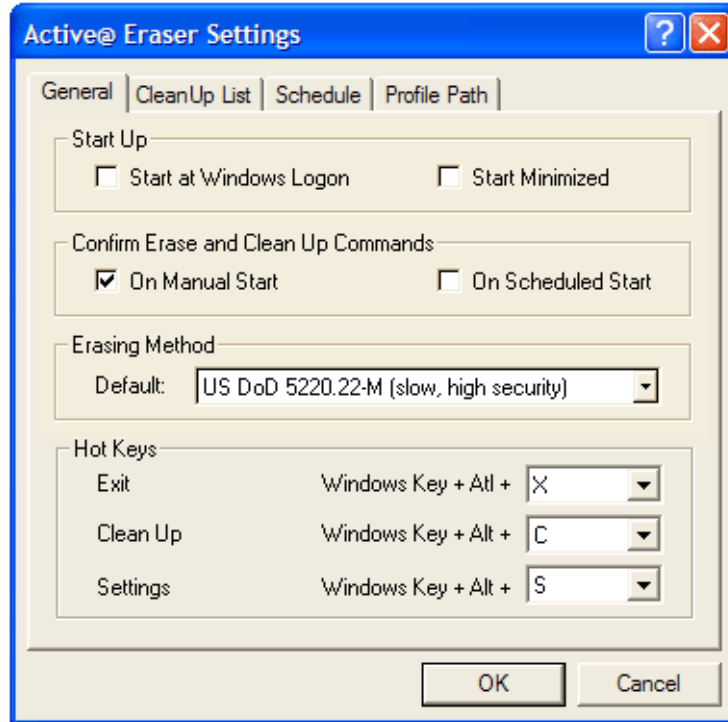 Active@ Eraser Settings
General CleanUp List Schedule Profile Path
Start Up
Start at Windows Logon Start Minimized
Confirm Erase and Clean Up Commands
On Manual Start On Scheduled Start
Erasing Method
Default: US DoD 5220.22-M (slow, high security)
Hot Keys
Exit Windows Key + Atl + X
Clean Up Windows Key + Alt + C
Settings Windows Key + Alt + S
OK Cancel